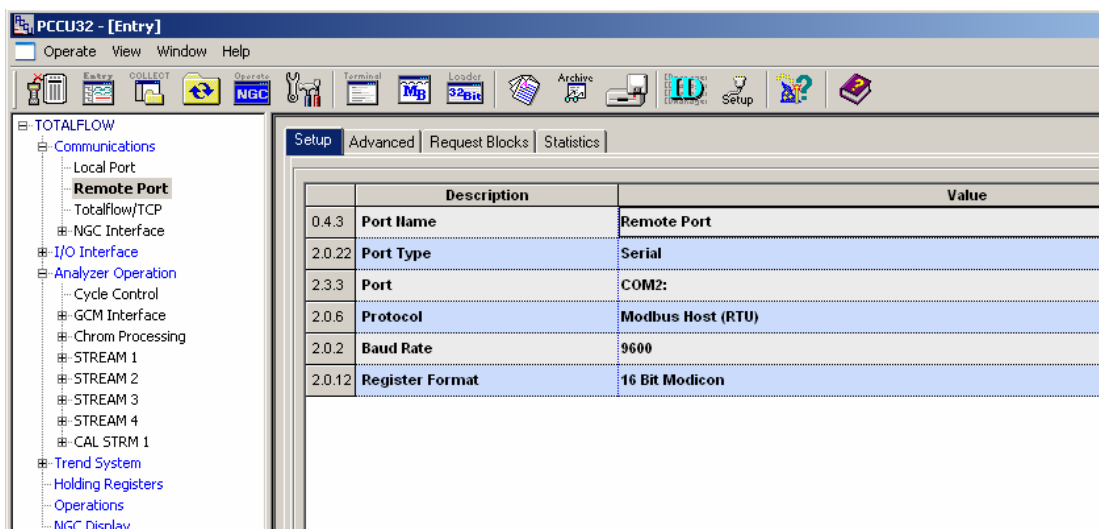 PCCU32 - [Entry]
Operate View Window Help
Entry
COLLECT
Operate
NGC
Terminal
MB
Loader
32Bit
Archive
ID
Setup
TOTALFLOW
Communications
Local Port
Remote Port
Totalflow/TCP
NGC Interface
I/O Interface
Analyzer Operation
Cycle Control
GCM Interface
Chrom Processing
STREAM 1
STREAM 2
STREAM 3
STREAM 4
CAL STRM 1
Trend System
Holding Registers
Operations
NGC Display
Setup Advanced Request Blocks Statistics
Description Value
0.4.3 Port Name Remote Port
2.0.22 Port Type Serial
2.3.3 Port COM2:
2.0.6 Protocol Modbus Host (RTU)
2.0.2 Baud Rate 9600
2.0.12 Register Format 16 Bit Modicon